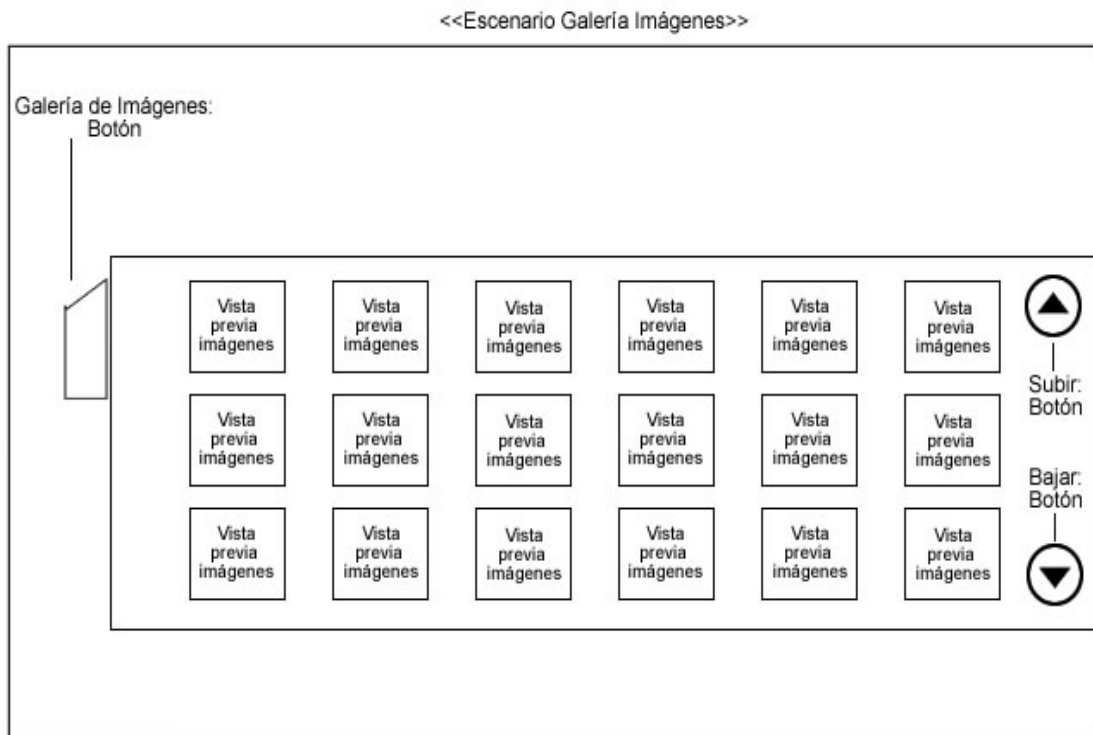 <<Escenario Galería Imágenes>>
Galería de Imágenes:
Botón
Vista
previa
imágenes
Vista
previa
imágenes
Vista
previa
imágenes
Vista
previa
imágenes
Vista
previa
imágenes
Vista
previa
imágenes
Subir:
Botón
Vista
previa
imágenes
Vista
previa
imágenes
Vista
previa
imágenes
Vista
previa
imágenes
Vista
previa
imágenes
Vista
previa
imágenes
Bajar:
Botón
Vista
previa
imágenes
Vista
previa
imágenes
Vista
previa
imágenes
Vista
previa
imágenes
Vista
previa
imágenes
Vista
previa
imágenes